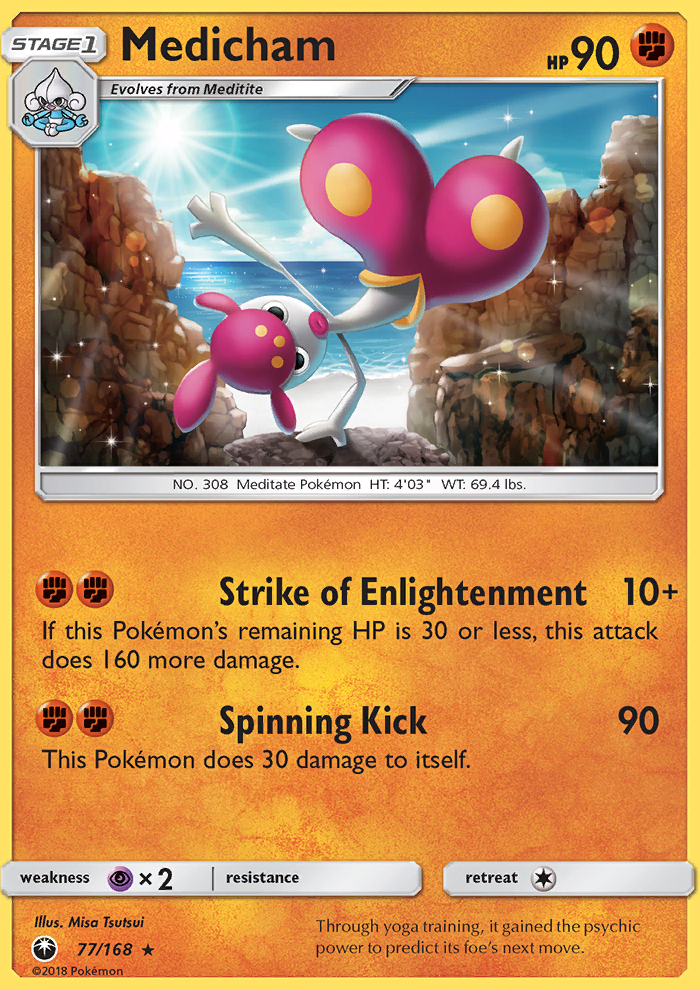 STAGE1 Medicham HP 90
Evolves from Meditite
NO. 308 Meditate Pokémon HT: 4'03" WT: 69.4 lbs.
Strike of Enlightenment 10+
If this Pokémon's remaining HP is 30 or less, this attack
does 160 more damage.
Spinning Kick 90
This Pokémon does 30 damage to itself.
weakness ×2 resistance retreat
Illus. Misa Tsutsui
77/168
©2018 Pokémon
Through yoga training, it gained the psychic
power to predict its foe's next move.